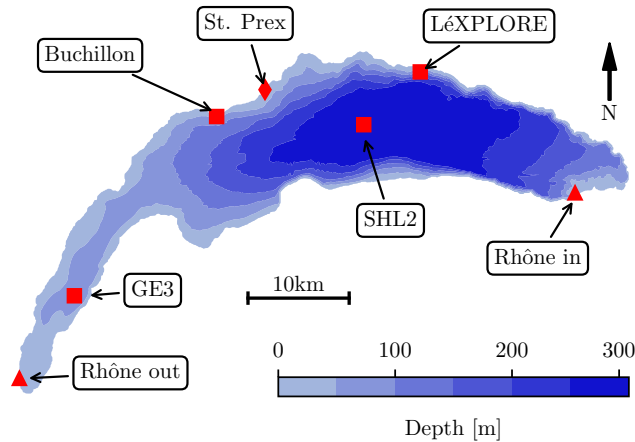 St. Prex
LéXPLORE
Buchillon
N
SHL2
Rhône in
GE3
10km
Rhône out
0 100 200 300
Depth [m]